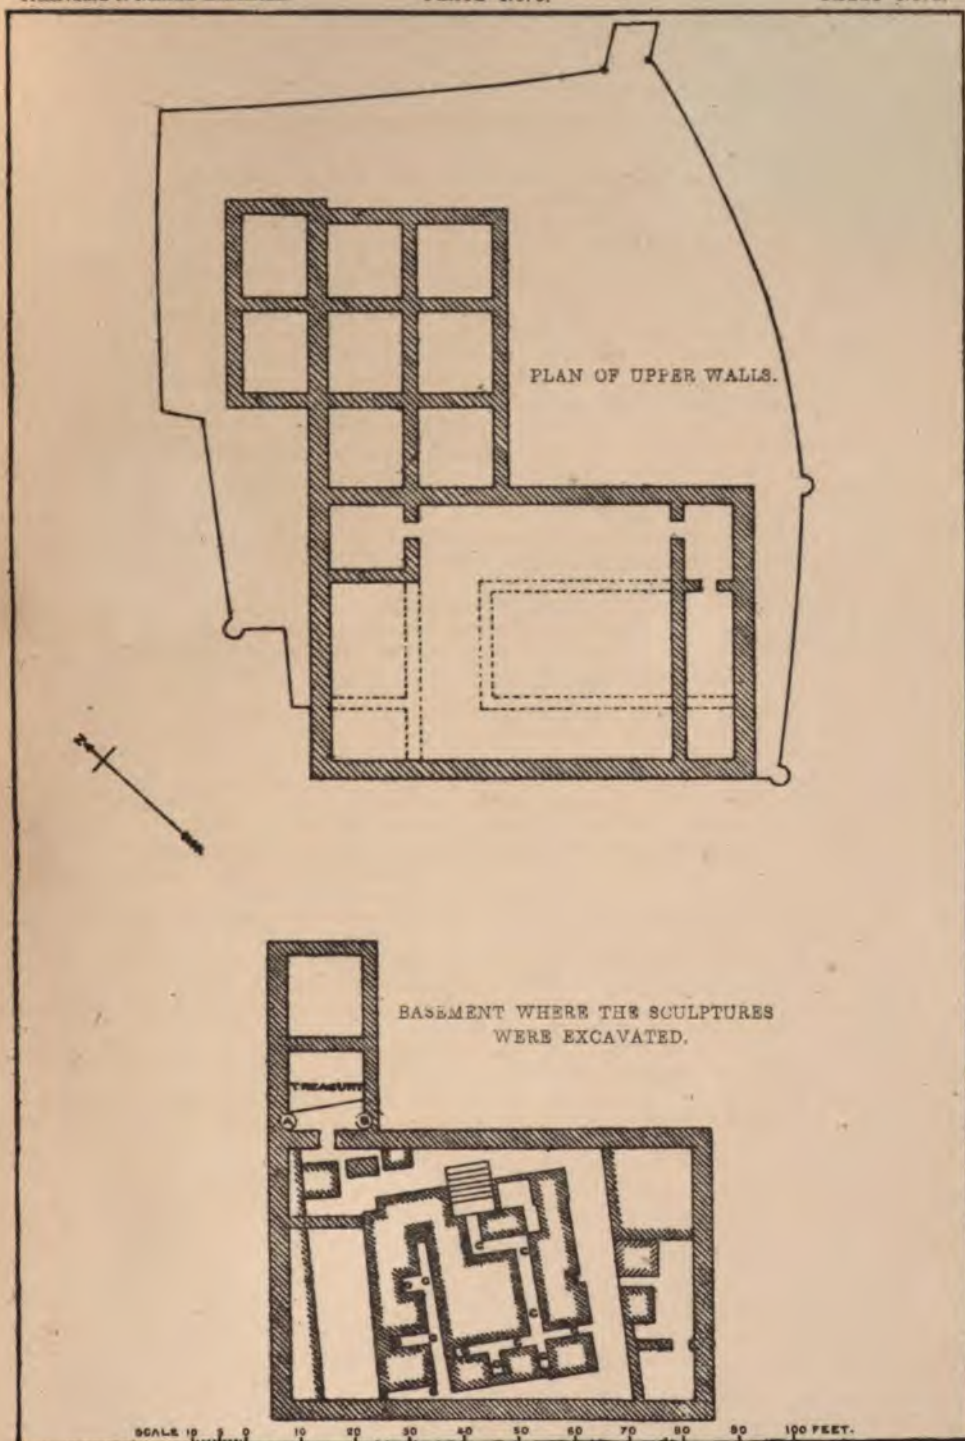 PLAN OF UPPER WALLS.
N
BASEMENT WHERE THE SCULPTURES
WERE EXCAVATED.
TREASURY
A
B
C
C
C
C
SCALE 10 5 0 10 20 30 40 50 60 70 80 90 100 FEET.